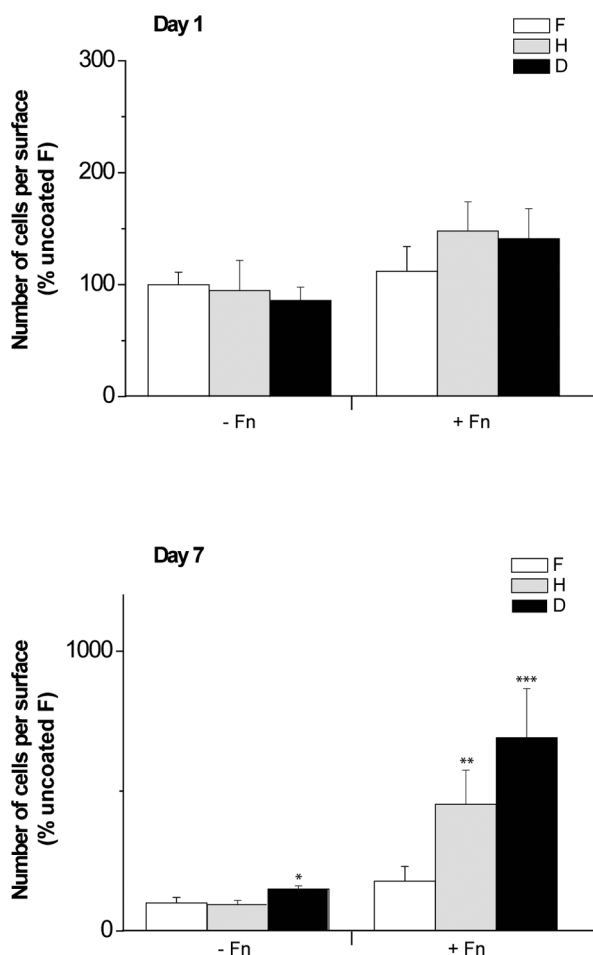 Day 1
F
H
D
Number of cells per surface
(% uncoated F)
300
200
100
0
- Fn
+ Fn
Day 7
F
H
D
Number of cells per surface
(% uncoated F)
1000
0
*
**
***
- Fn
+ Fn